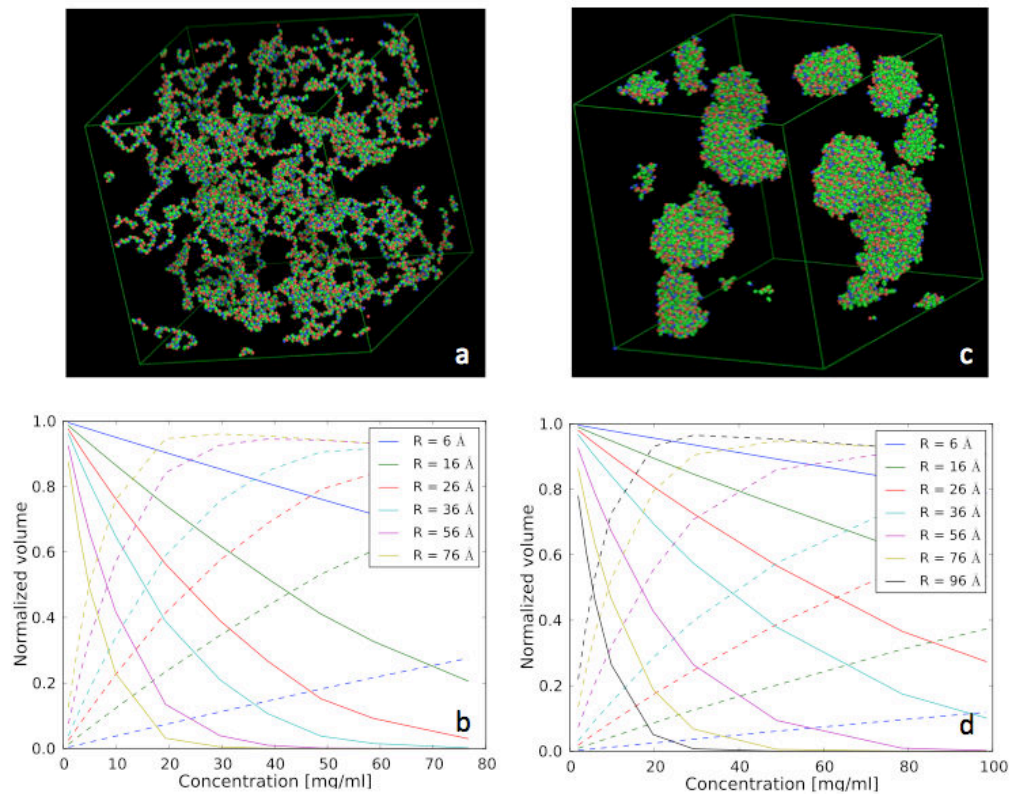 a
c
1.0
0.8
0.6
0.4
0.2
0.0
Normalized volume
R = 6 Å
R = 16 Å
R = 26 Å
R = 36 Å
R = 56 Å
R = 76 Å
b
0 10 20 30 40 50 60 70 80
Concentration [mg/ml]
1.0
0.8
0.6
0.4
0.2
0.0
Normalized volume
R = 6 Å
R = 16 Å
R = 26 Å
R = 36 Å
R = 56 Å
R = 76 Å
R = 96 Å
d
0 20 40 60 80 100
Concentration [mg/ml]